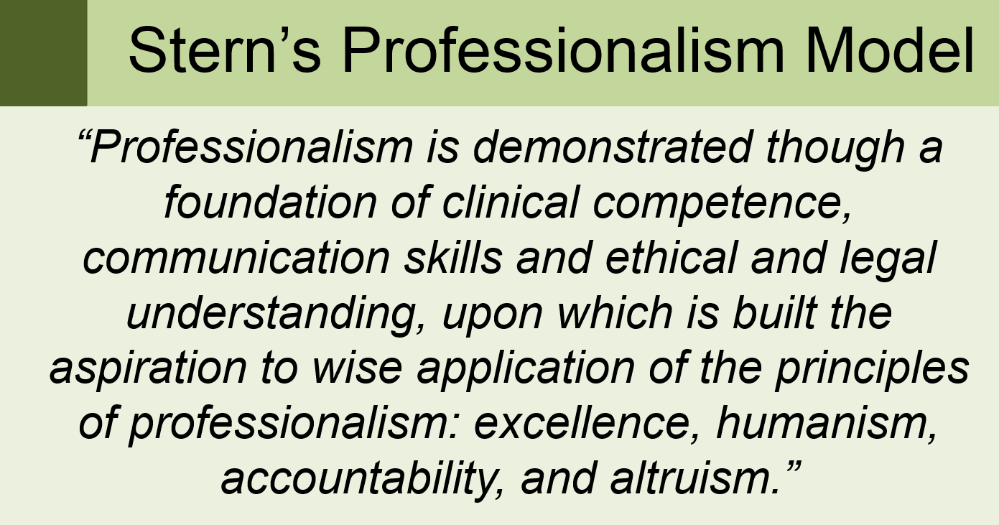 Stern’s Professionalism Model
“Professionalism is demonstrated though a
foundation of clinical competence,
communication skills and ethical and legal
understanding, upon which is built the
aspiration to wise application of the principles
of professionalism: excellence, humanism,
accountability, and altruism.”